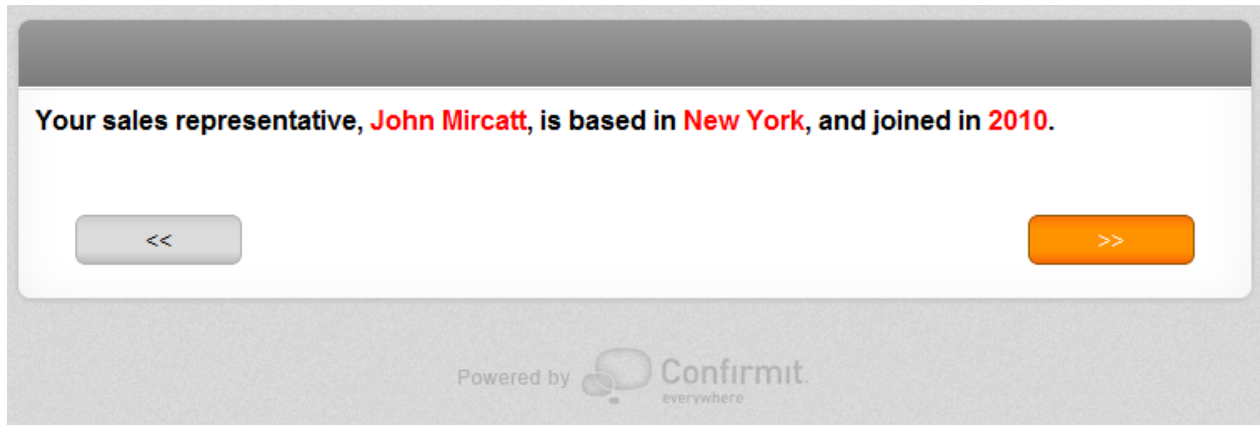 Your sales representative, John Mircatt, is based in New York, and joined in 2010.
<< >>
Powered by Confirmit.
everywhere